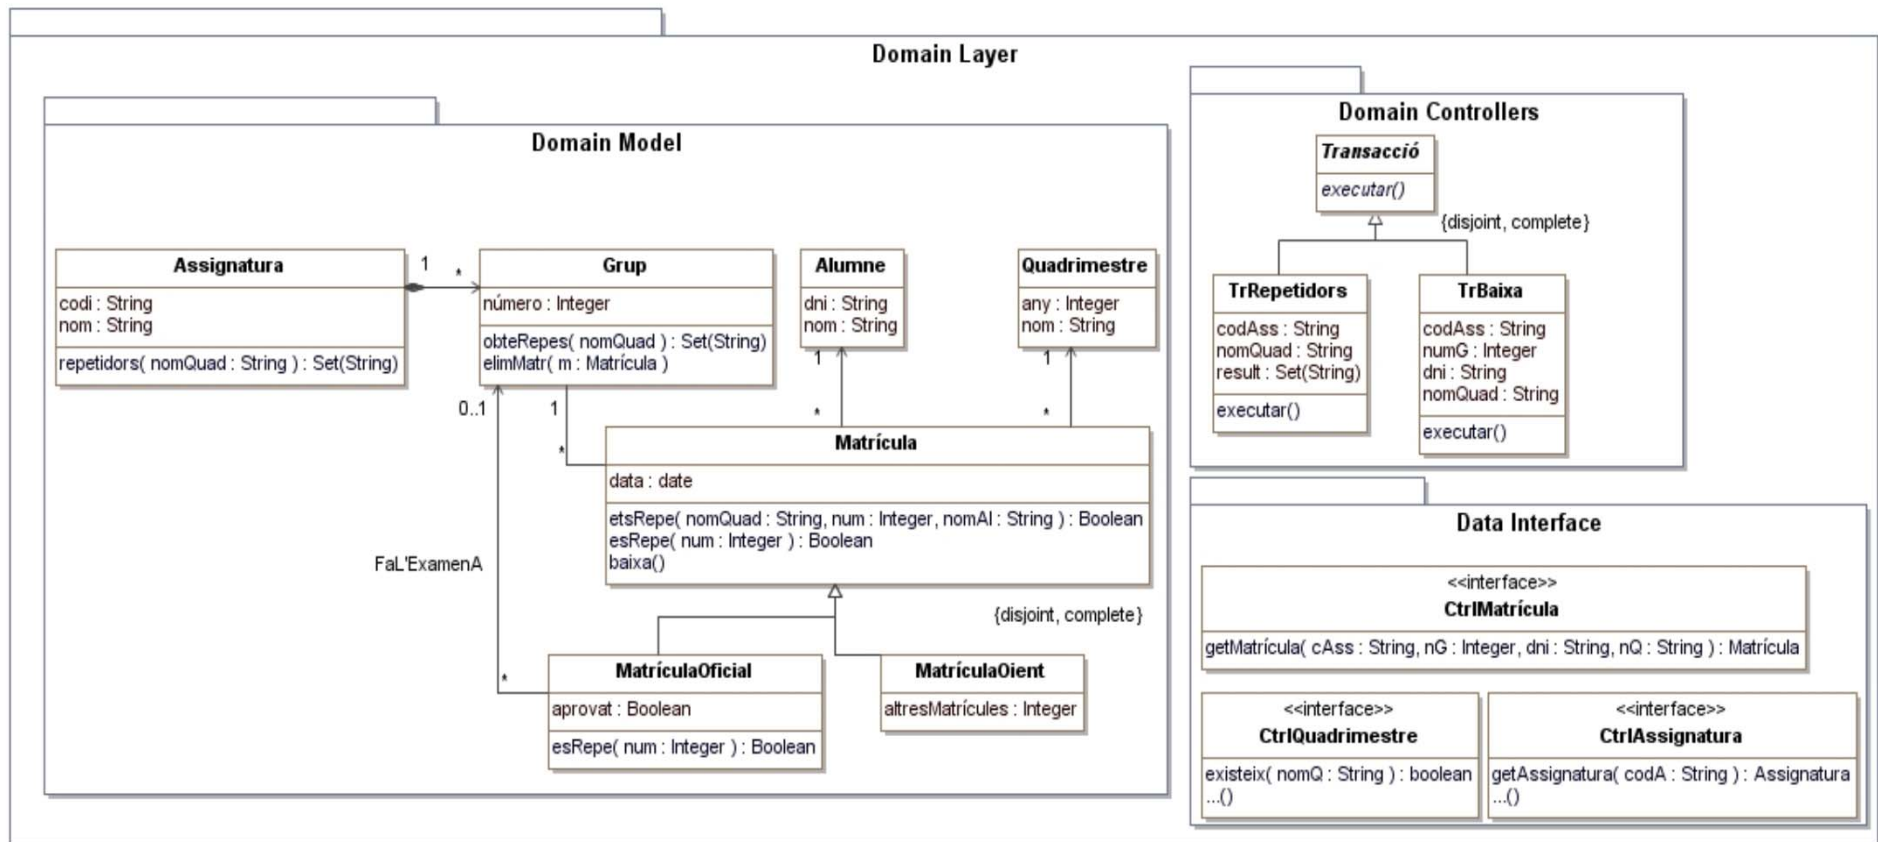 Domain Layer
Domain Model
Assignatura
codi : String
nom : String
repetidors( nomQuad : String ) : Set(String)
1
*
Grup
número : Integer
obteRepes( nomQuad ) : Set(String)
elimMatr( m : Matrícula )
Alumne
dni : String
nom : String
Quadrimestre
any : Integer
nom : String
1
1
0..1
1
*
*
*
Matrícula
data : date
etsRepe( nomQuad : String, num : Integer, nomAl : String ) : Boolean
esRepe( num : Integer ) : Boolean
baixa()
FaL'ExamenA
{disjoint, complete}
*
MatrículaOficial
aprovat : Boolean
esRepe( num : Integer ) : Boolean
MatrículaOient
altresMatrícules : Integer
Domain Controllers
Transacció
executar()
{disjoint, complete}
TrRepetidors
codAss : String
nomQuad : String
result : Set(String)
executar()
TrBaixa
codAss : String
numG : Integer
dni : String
nomQuad : String
executar()
Data Interface
<<interface>>
CtrlMatrícula
getMatrícula( cAss : String, nG : Integer, dni : String, nQ : String ) : Matrícula
<<interface>>
CtrlQuadrimestre
existeix( nomQ : String ) : boolean
...()
<<interface>>
CtrlAssignatura
getAssignatura( codA : String ) : Assignatura
...()